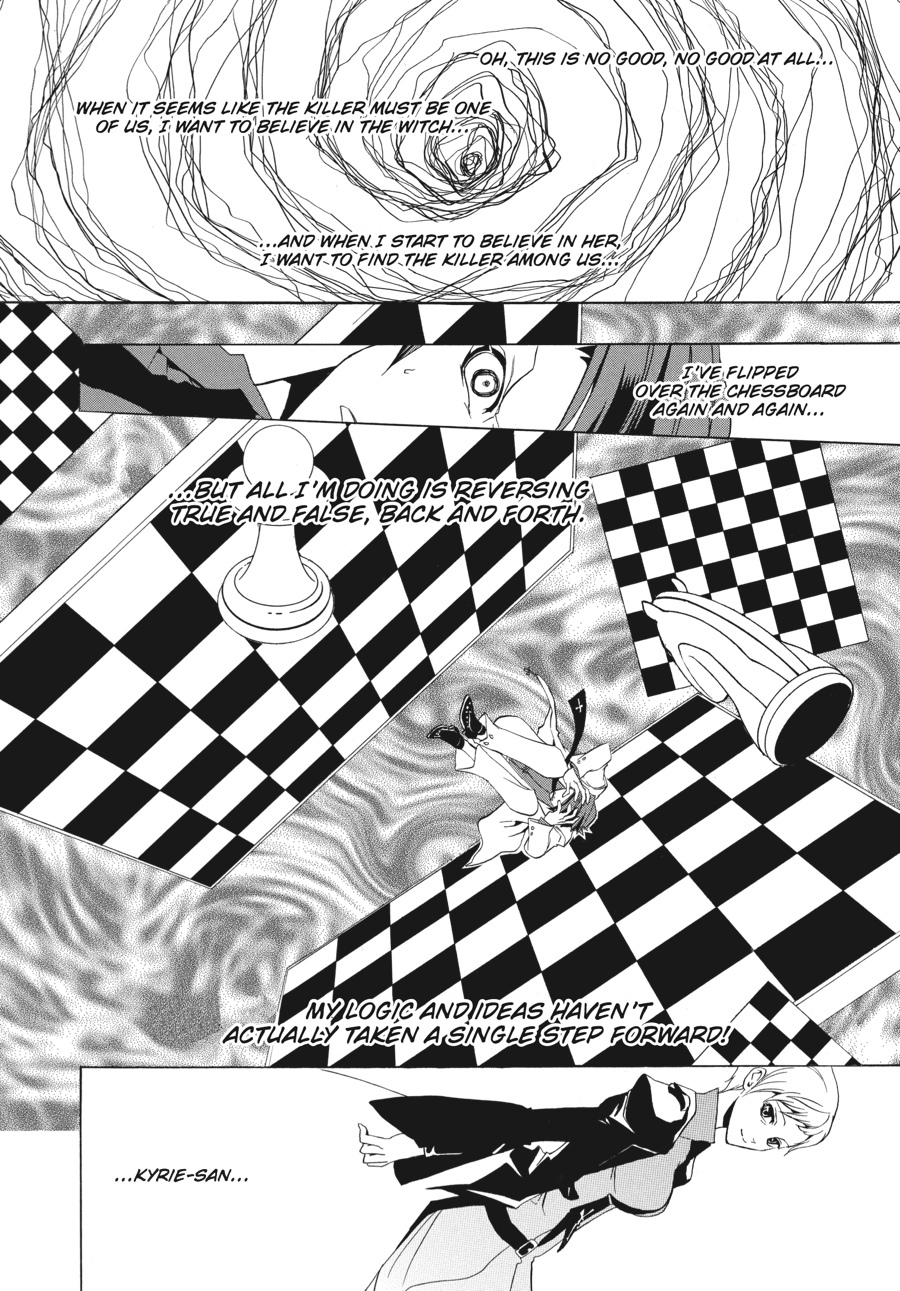 OH, THIS IS NO GOOD, NO GOOD AT ALL...
WHEN IT SEEMS LIKE THE KILLER MUST BE ONE
OF US, I WANT TO BELIEVE IN THE WITCH...
...AND WHEN I START TO BELIEVE IN HER,
I WANT TO FIND THE KILLER AMONG US...
I'VE FLIPPED
OVER THE CHESSBOARD
AGAIN AND AGAIN...
...BUT ALL I'M DOING IS REVERSING
TRUE AND FALSE, BACK AND FORTH.
MY LOGIC AND IDEAS HAVEN'T
ACTUALLY TAKEN A SINGLE STEP FORWARD!
...KYRIE-SAN...